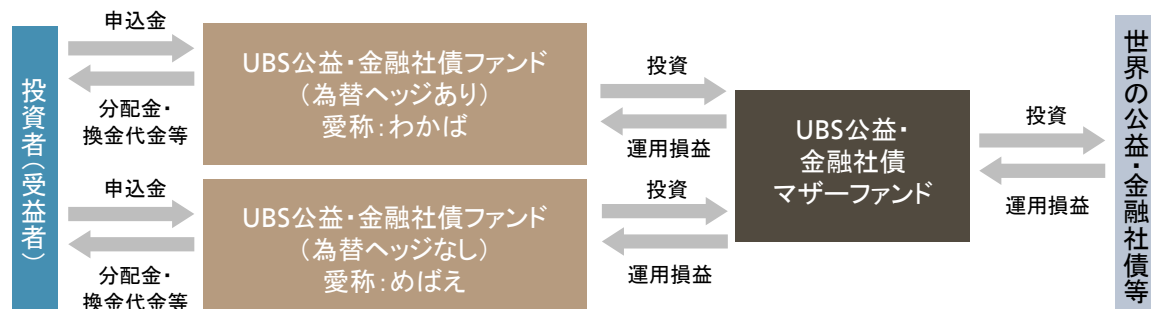 投資者（受益者）
申込金
分配金・
換金代金等
UBS公益・金融社債ファンド
（為替ヘッジあり）
愛称：わかば
投資
運用損益
申込金
分配金・
換金代金等
UBS公益・金融社債ファンド
（為替ヘッジなし）
愛称：めばえ
投資
運用損益
UBS公益・
金融社債
マザーファンド
投資
運用損益
世界の公益・金融社債等